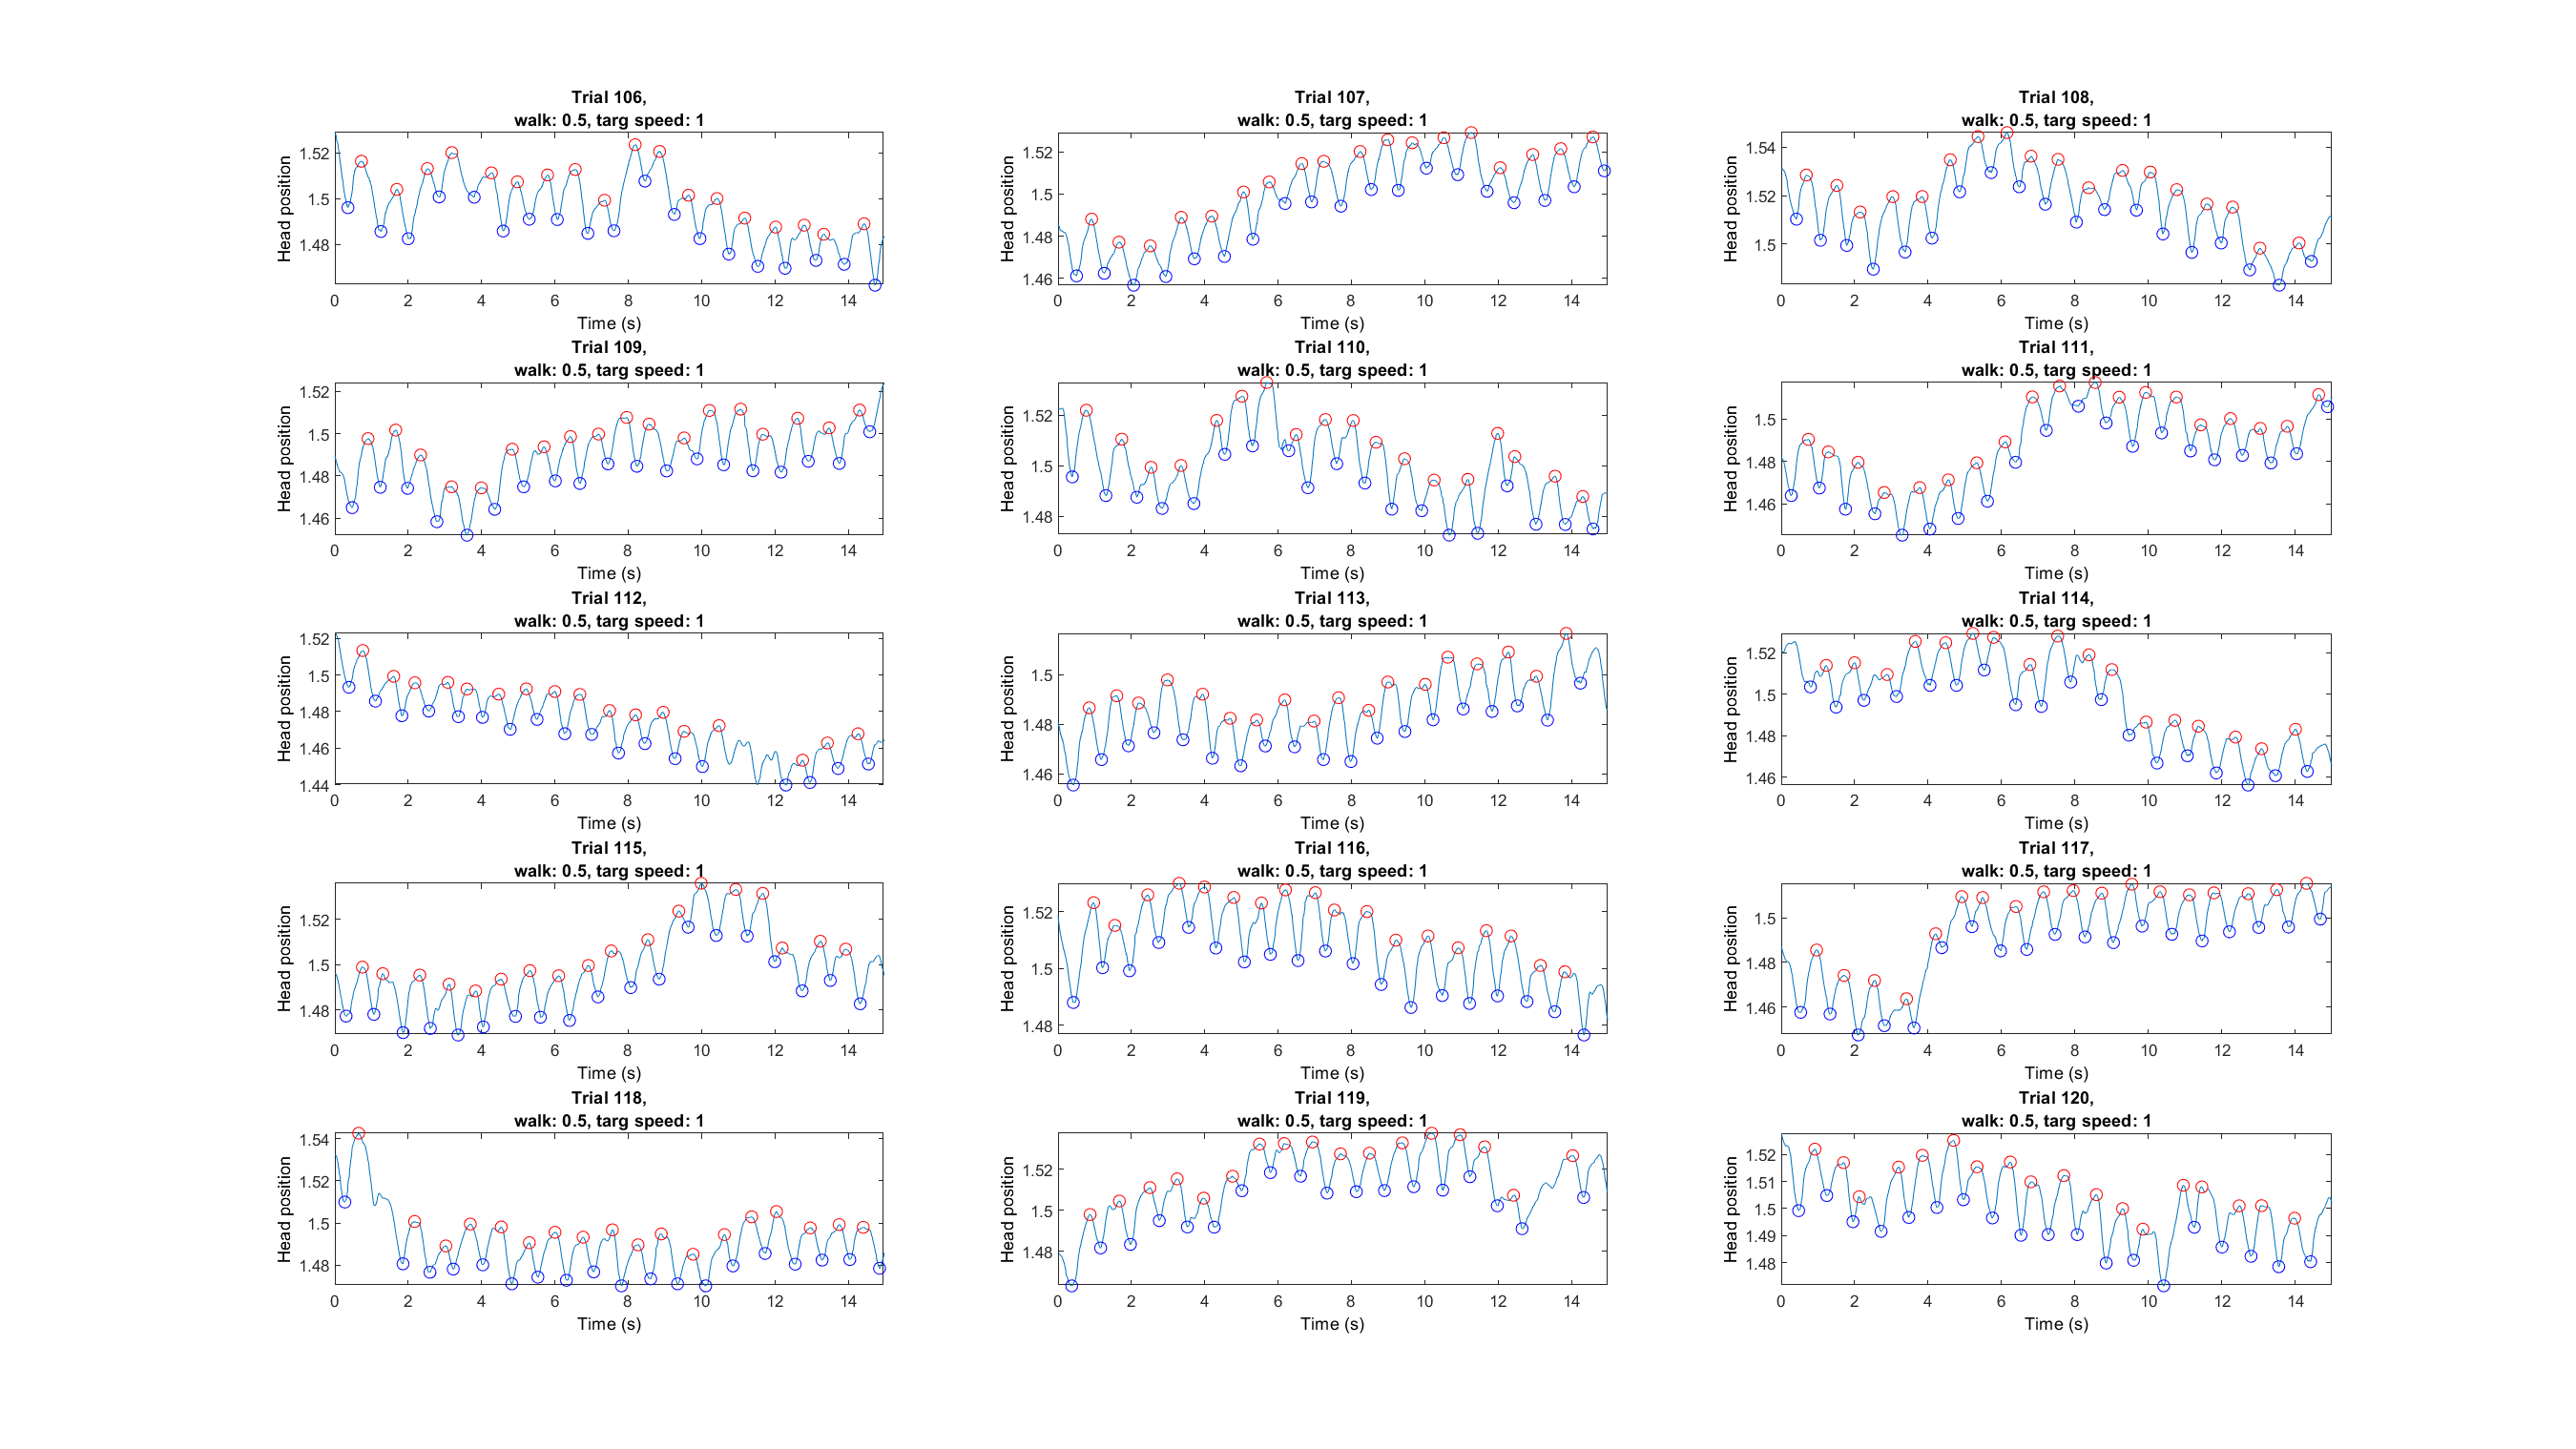 Trial 106,
walk: 0.5, targ speed: 1
Head position
1.52
1.5
1.48
0 2 4 6 8 10 12 14
Time (s)
Trial 107,
walk: 0.5, targ speed: 1
Head position
1.52
1.5
1.48
1.46
0 2 4 6 8 10 12 14
Time (s)
Trial 108,
walk: 0.5, targ speed: 1
Head position
1.54
1.52
1.5
0 2 4 6 8 10 12 14
Time (s)
Trial 109,
walk: 0.5, targ speed: 1
Head position
1.52
1.5
1.48
1.46
0 2 4 6 8 10 12 14
Time (s)
Trial 110,
walk: 0.5, targ speed: 1
Head position
1.52
1.5
1.48
0 2 4 6 8 10 12 14
Time (s)
Trial 111,
walk: 0.5, targ speed: 1
Head position
1.5
1.48
1.46
0 2 4 6 8 10 12 14
Time (s)
Trial 112,
walk: 0.5, targ speed: 1
Head position
1.52
1.5
1.48
1.46
1.44
0 2 4 6 8 10 12 14
Time (s)
Trial 113,
walk: 0.5, targ speed: 1
Head position
1.5
1.48
1.46
0 2 4 6 8 10 12 14
Time (s)
Trial 114,
walk: 0.5, targ speed: 1
Head position
1.52
1.5
1.48
1.46
0 2 4 6 8 10 12 14
Time (s)
Trial 115,
walk: 0.5, targ speed: 1
Head position
1.52
1.5
1.48
0 2 4 6 8 10 12 14
Time (s)
Trial 116,
walk: 0.5, targ speed: 1
Head position
1.52
1.5
1.48
0 2 4 6 8 10 12 14
Time (s)
Trial 117,
walk: 0.5, targ speed: 1
Head position
1.5
1.48
1.46
0 2 4 6 8 10 12 14
Time (s)
Trial 118,
walk: 0.5, targ speed: 1
Head position
1.54
1.52
1.5
1.48
0 2 4 6 8 10 12 14
Time (s)
Trial 119,
walk: 0.5, targ speed: 1
Head position
1.52
1.5
1.48
0 2 4 6 8 10 12 14
Time (s)
Trial 120,
walk: 0.5, targ speed: 1
Head position
1.52
1.51
1.5
1.49
1.48
0 2 4 6 8 10 12 14
Time (s)